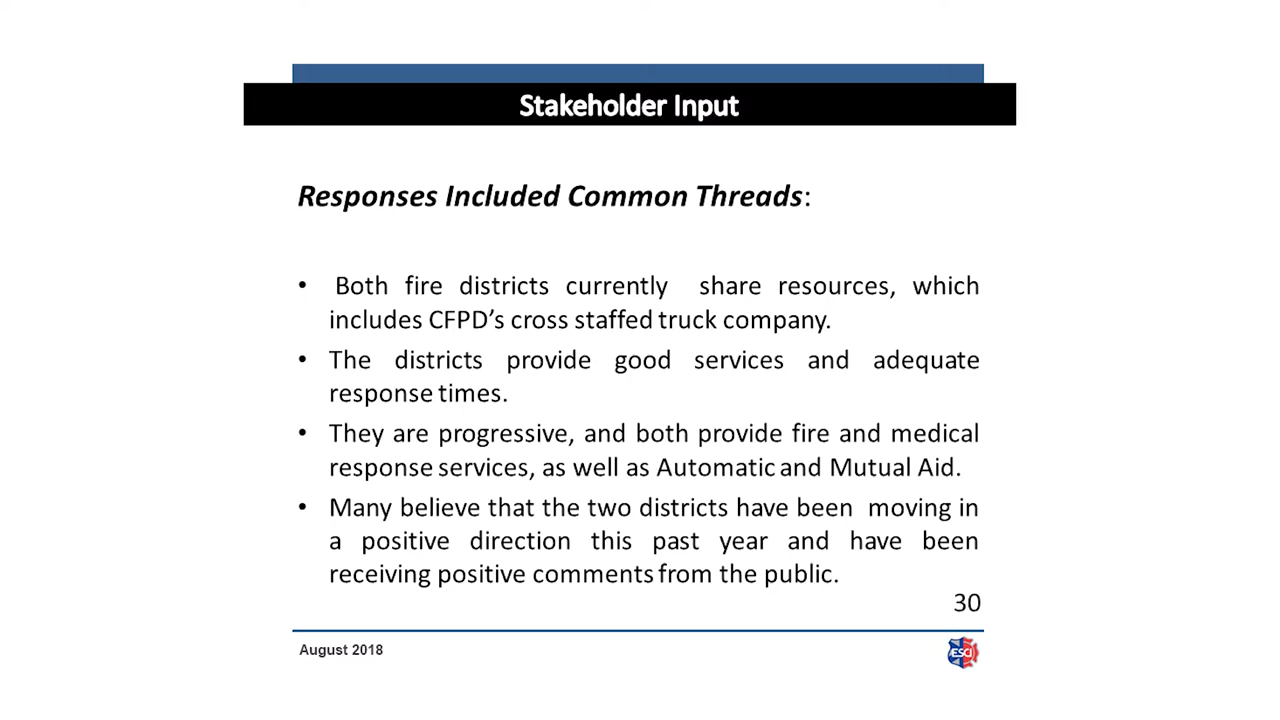 Stakeholder Input
Responses Included Common Threads:
• Both fire districts currently share resources, which
includes CFPD’s cross staffed truck company.
• The districts provide good services and adequate
response times.
• They are progressive, and both provide fire and medical
response services, as well as Automatic and Mutual Aid.
• Many believe that the two districts have been moving in
a positive direction this past year and have been
receiving positive comments from the public.
30
August 2018
ESCI